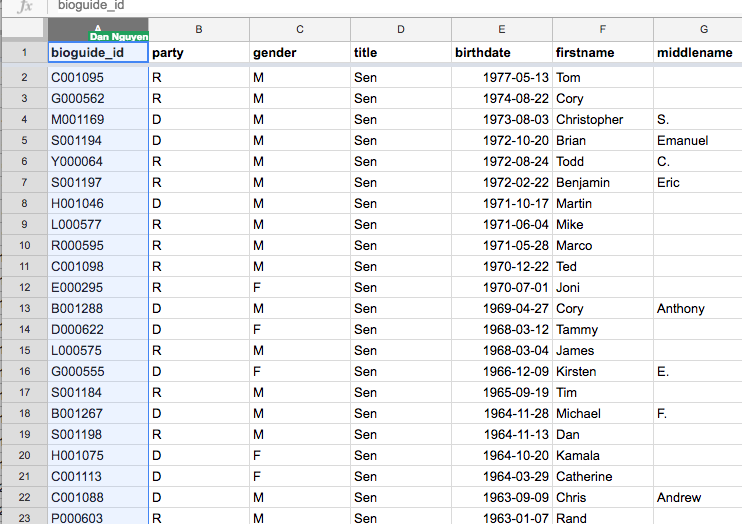 fx bioguide_id
A B C D E F G
Dan Nguyen
1 bioguide_id party gender title birthdate firstname middlename
2 C001095 R M Sen 1977-05-13 Tom
3 G000562 R M Sen 1974-08-22 Cory
4 M001169 D M Sen 1973-08-03 Christopher S.
5 S001194 D M Sen 1972-10-20 Brian Emanuel
6 Y000064 R M Sen 1972-08-24 Todd C.
7 S001197 R M Sen 1972-02-22 Benjamin Eric
8 H001046 D M Sen 1971-10-17 Martin
9 L000577 R M Sen 1971-06-04 Mike
10 R000595 R M Sen 1971-05-28 Marco
11 C001098 R M Sen 1970-12-22 Ted
12 E000295 R F Sen 1970-07-01 Joni
13 B001288 D M Sen 1969-04-27 Cory Anthony
14 D000622 D F Sen 1968-03-12 Tammy
15 L000575 R M Sen 1968-03-04 James
16 G000555 D F Sen 1966-12-09 Kirsten E.
17 S001184 R M Sen 1965-09-19 Tim
18 B001267 D M Sen 1964-11-28 Michael F.
19 S001198 R M Sen 1964-11-13 Dan
20 H001075 D F Sen 1964-10-20 Kamala
21 C001113 D F Sen 1964-03-29 Catherine
22 C001088 D M Sen 1963-09-09 Chris Andrew
23 P000603 R M Sen 1963-01-07 Rand